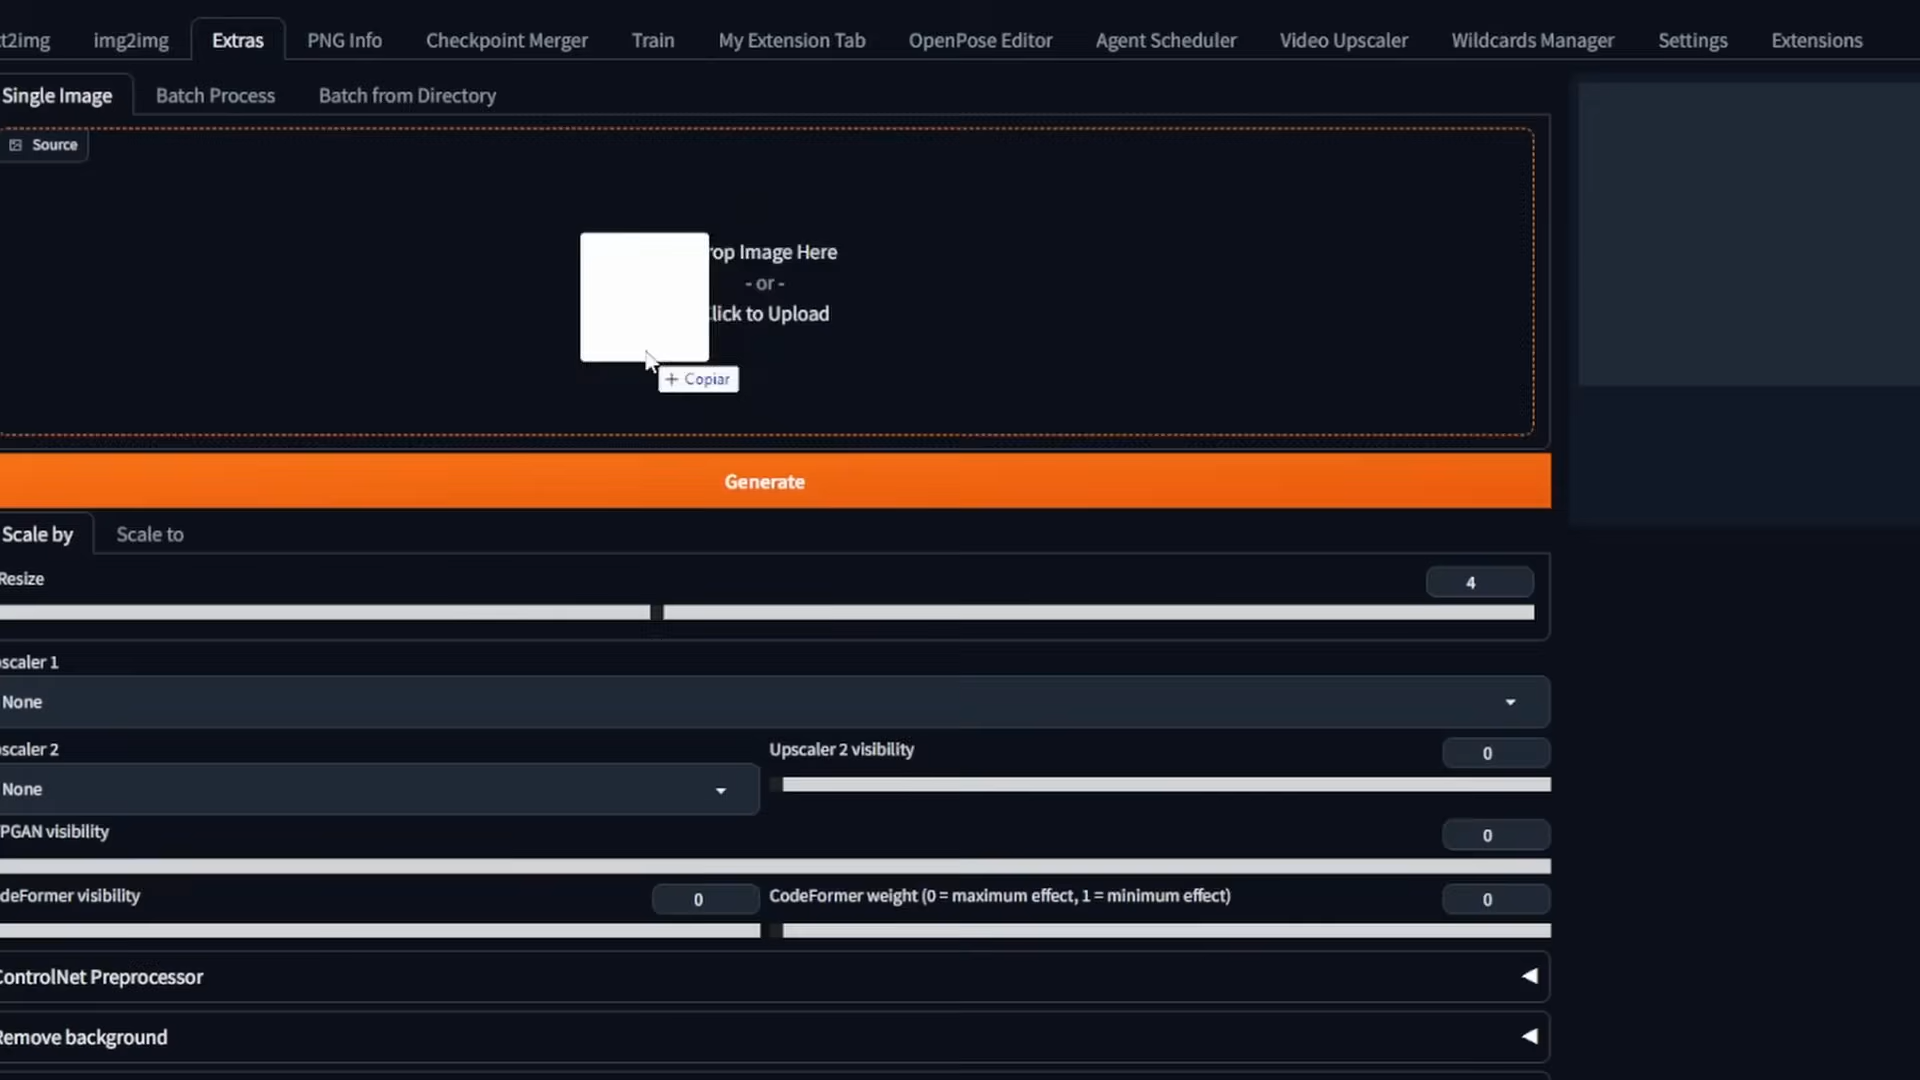 t2img img2img Extras PNG Info Checkpoint Merger Train My Extension Tab OpenPose Editor Agent Scheduler Video Upscaler Wildcards Manager Settings Extensions
Single Image Batch Process Batch from Directory
Source
rop Image Here
- or -
Click to Upload
+ Copiar
Generate
Scale by Scale to
Resize 4
scaler 1
None
scaler 2 Upscaler 2 visibility 0
None
PGAN visibility 0
deFormer visibility 0 CodeFormer weight (0 = maximum effect, 1 = minimum effect) 0
ControlNet Preprocessor
Remove background